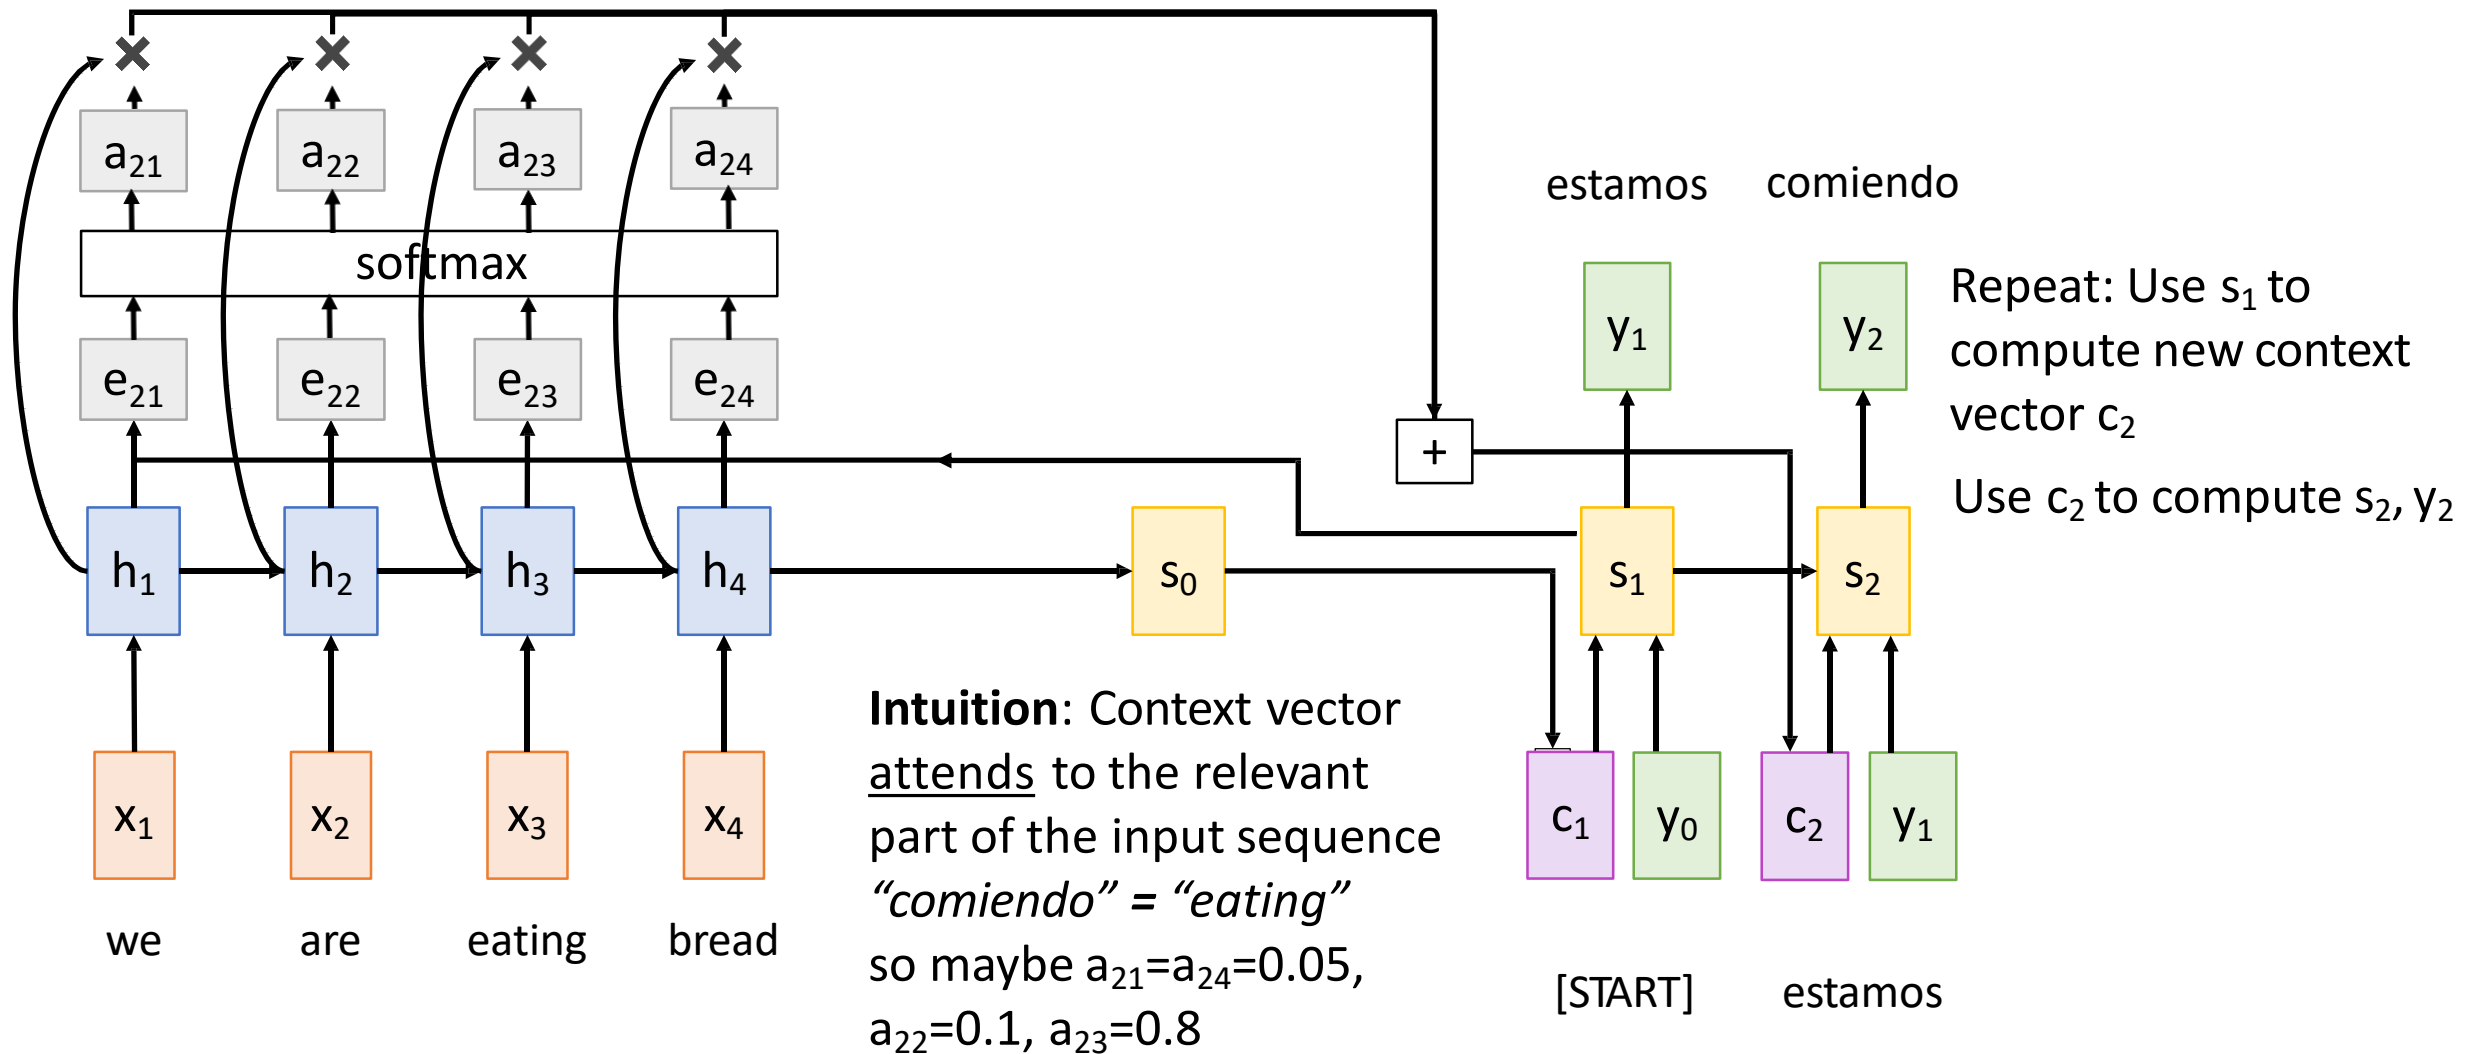 a₂₁ a₂₂ a₂₃ a₂₄
softmax
e₂₁ e₂₂ e₂₃ e₂₄
h₁ h₂ h₃ h₄
x₁ x₂ x₃ x₄
we are eating bread
s₀
+
estamos comiendo
y₁ y₂
s₁ s₂
c₁ y₀ c₂ y₁
[START] estamos
Repeat: Use s₁ to
compute new context
vector c₂
Use c₂ to compute s₂, y₂
Intuition: Context vector
attends to the relevant
part of the input sequence
“comiendo” = “eating”
so maybe a₂₁=a₂₄=0.05,
a₂₂=0.1, a₂₃=0.8